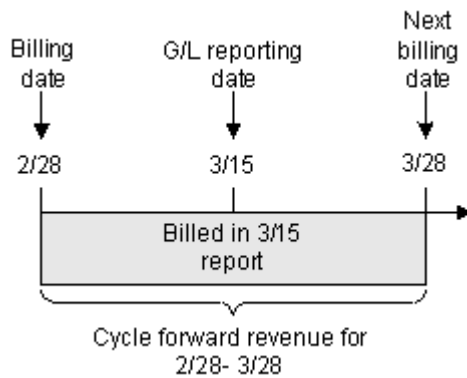 Billing
date
G/L reporting
date
Next
billing
date
2/28
3/15
3/28
Billed in 3/15
report
Cycle forward revenue for
2/28- 3/28